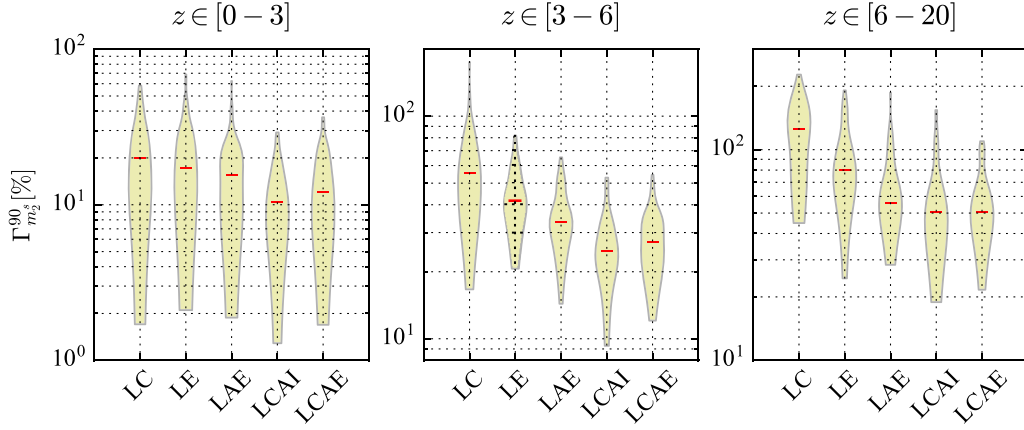 z ∈ [0 − 3]
z ∈ [3 − 6]
z ∈ [6 − 20]
Γ^{90}_{m_2^s} [%]
10^2
10^1
10^0
10^2
10^1
10^2
10^1
LC
LE
LAE
LCAI
LCAE
LC
LE
LAE
LCAI
LCAE
LC
LE
LAE
LCAI
LCAE